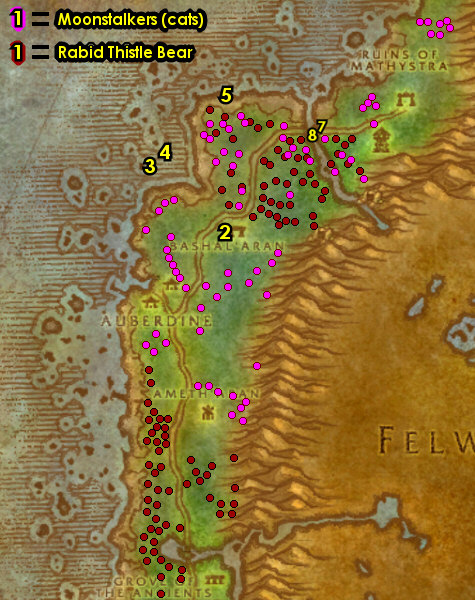 1 = Moonstalkers (cats)
1 = Rabid Thistle Bear
RUINS OF
MATHYSTRA
5
7
8
4
3
2
BASHAL'ARAN
AUBERDINE
AMETH'ARAN
FELW
GROVE OF
THE ANCIENTS